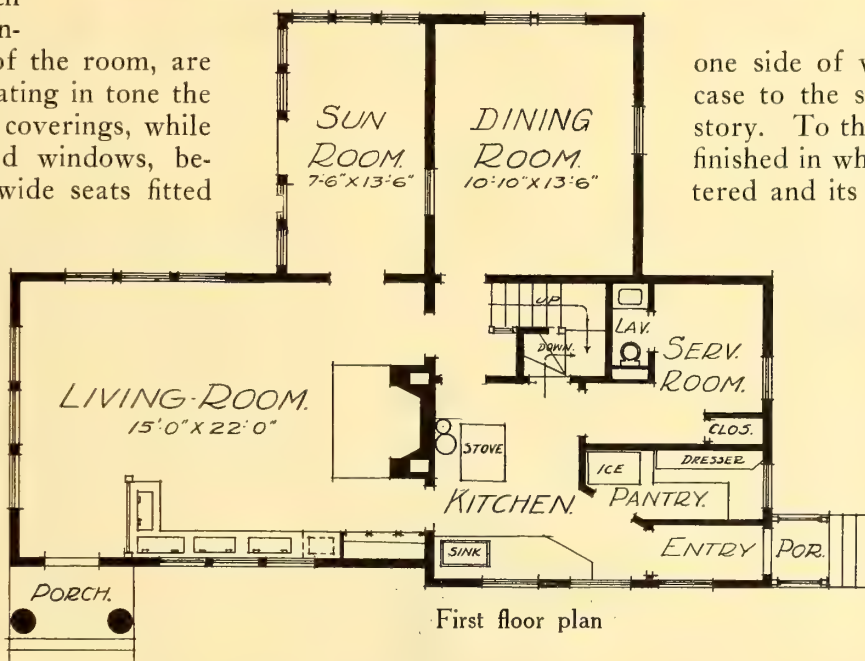 n-
of the room, are
ating in tone the
coverings, while
d windows, be-
wide seats fitted
one side of
case to the s
story. To th
finished in wh
tered and its
SUN
ROOM.
7'-6" X 13'-6"
DINING
ROOM.
10'-10" X 13'-6"
UP
DOWN.
LAV.
SERV.
ROOM.
CLOS.
LIVING-ROOM.
15'-0" X 22'-0"
STOVE
ICE
DRESSER
PANTRY.
KITCHEN.
SINK
ENTRY
POR.
PORCH.
First floor plan